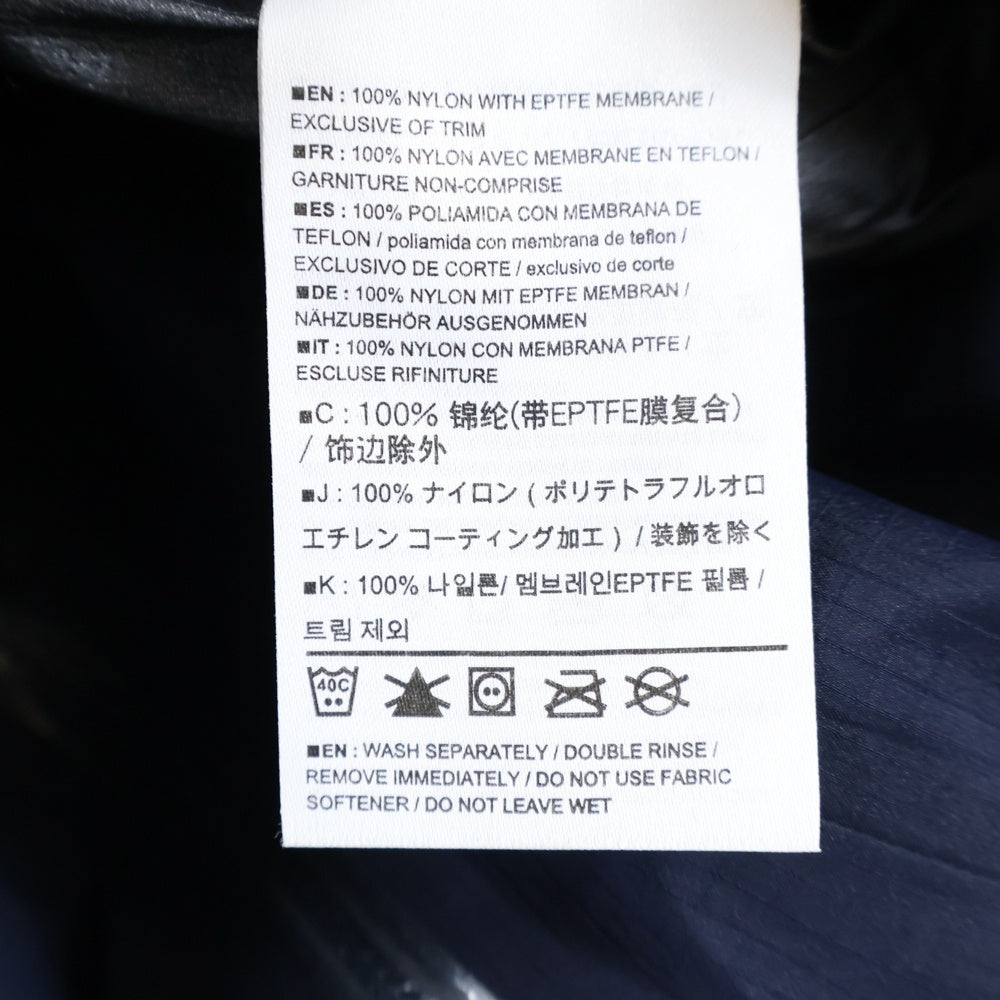 ■EN : 100% NYLON WITH EPTFE MEMBRANE /
EXCLUSIVE OF TRIM
■FR : 100% NYLON AVEC MEMBRANE EN TEFLON /
GARNITURE NON-COMPRISE
■ES : 100% POLIAMIDA CON MEMBRANA DE
TEFLON / poliamida con membrana de teflon /
EXCLUSIVO DE CORTE / exclusivo de corte
■DE : 100% NYLON MIT EPTFE MEMBRAN /
NÄHZUBEHÖR AUSGENOMMEN
■IT : 100% NYLON CON MEMBRANA PTFE /
ESCLUSE RIFINITURE
■C : 100% 锦纶(带EPTFE膜复合)
/ 饰边除外
■J : 100% ナイロン ( ポリテトラフルオロ
エチレン コーティング加工 ) / 装飾を除く
■K : 100% 나일론/ 멤브레인EPTFE 필름 /
트림 제외
40C
■EN : WASH SEPARATELY / DOUBLE RINSE /
REMOVE IMMEDIATELY / DO NOT USE FABRIC
SOFTENER / DO NOT LEAVE WET